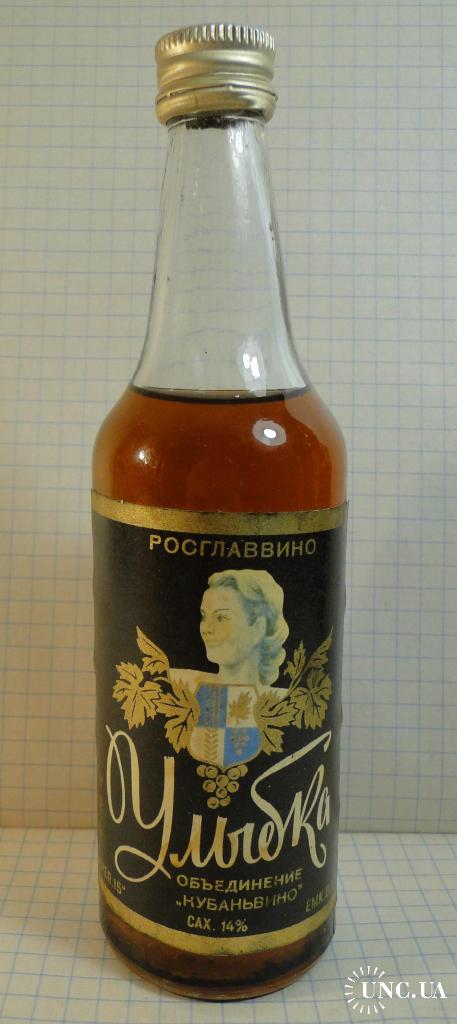 РОСГЛАВВИНО
Улыбка
ОБЪЕДИНЕНИЕ
„КУБАНЬВИНО"
САХ. 14%
UNC.UA